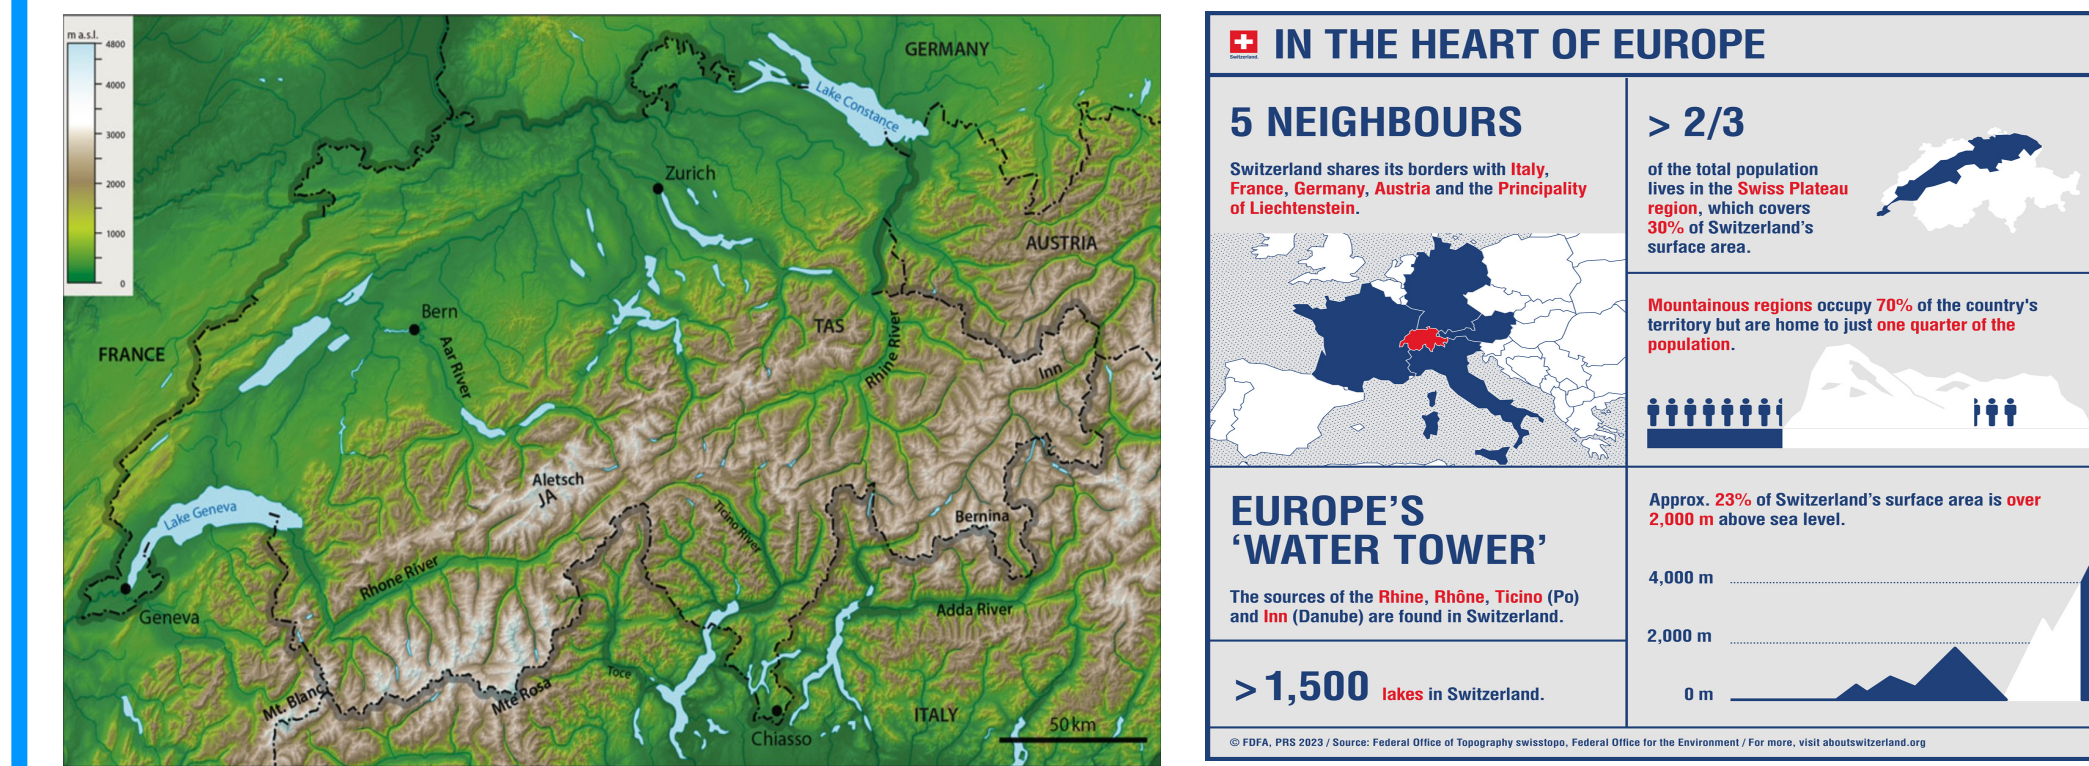 m a.s.l.
4800
4000
3000
2000
1000
0
GERMANY
Lake Constance
Zurich
AUSTRIA
Bern
Aar River
TAS
Rhine River
Inn
FRANCE
Aletsch
JA
Ticino River
Bernina
Lake Geneva
Rhone River
Geneva
Adda River
Toce
Mt. Blanc
Mte Rosa
ITALY
Chiasso
50 km
Switzerland.
IN THE HEART OF EUROPE
5 NEIGHBOURS
Switzerland shares its borders with Italy,
France, Germany, Austria and the Principality
of Liechtenstein.
> 2/3
of the total population
lives in the Swiss Plateau
region, which covers
30% of Switzerland's
surface area.
Mountainous regions occupy 70% of the country's
territory but are home to just one quarter of the
population.
EUROPE'S
'WATER TOWER'
The sources of the Rhine, Rhône, Ticino (Po)
and Inn (Danube) are found in Switzerland.
> 1,500 lakes in Switzerland.
Approx. 23% of Switzerland's surface area is over
2,000 m above sea level.
4,000 m
2,000 m
0 m
© FDFA, PRS 2023 / Source: Federal Office of Topography swisstopo, Federal Office for the Environment / For more, visit aboutswitzerland.org